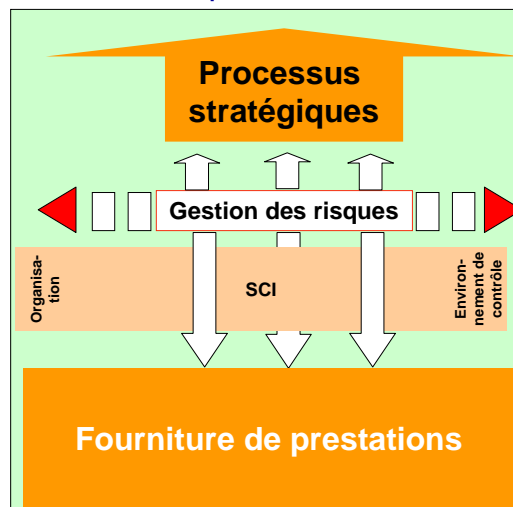 Processus
stratégiques
Gestion des risques
Organisa-
tion
SCI
Environ-
nement de
contrôle
Fourniture de prestations